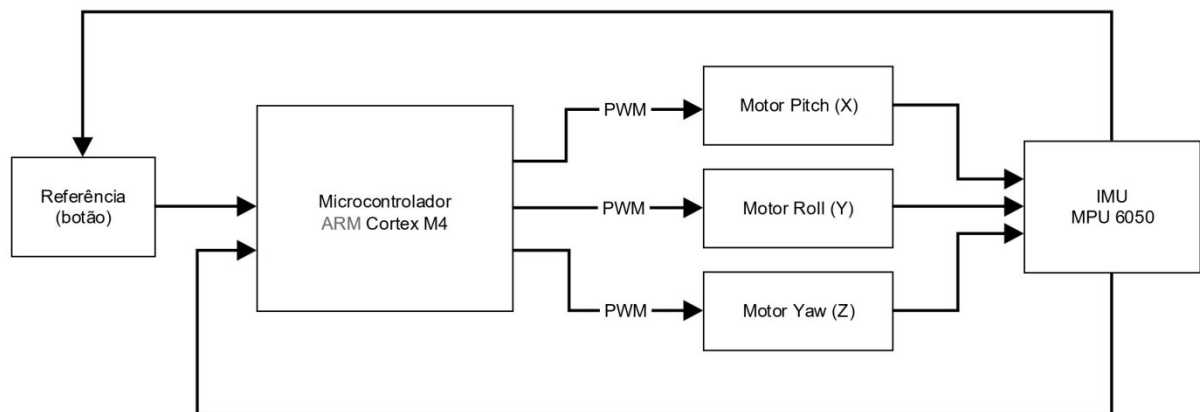 Referência
(botão)
Microcontrolador
ARM Cortex M4
PWM
PWM
PWM
Motor Pitch (X)
Motor Roll (Y)
Motor Yaw (Z)
IMU
MPU 6050